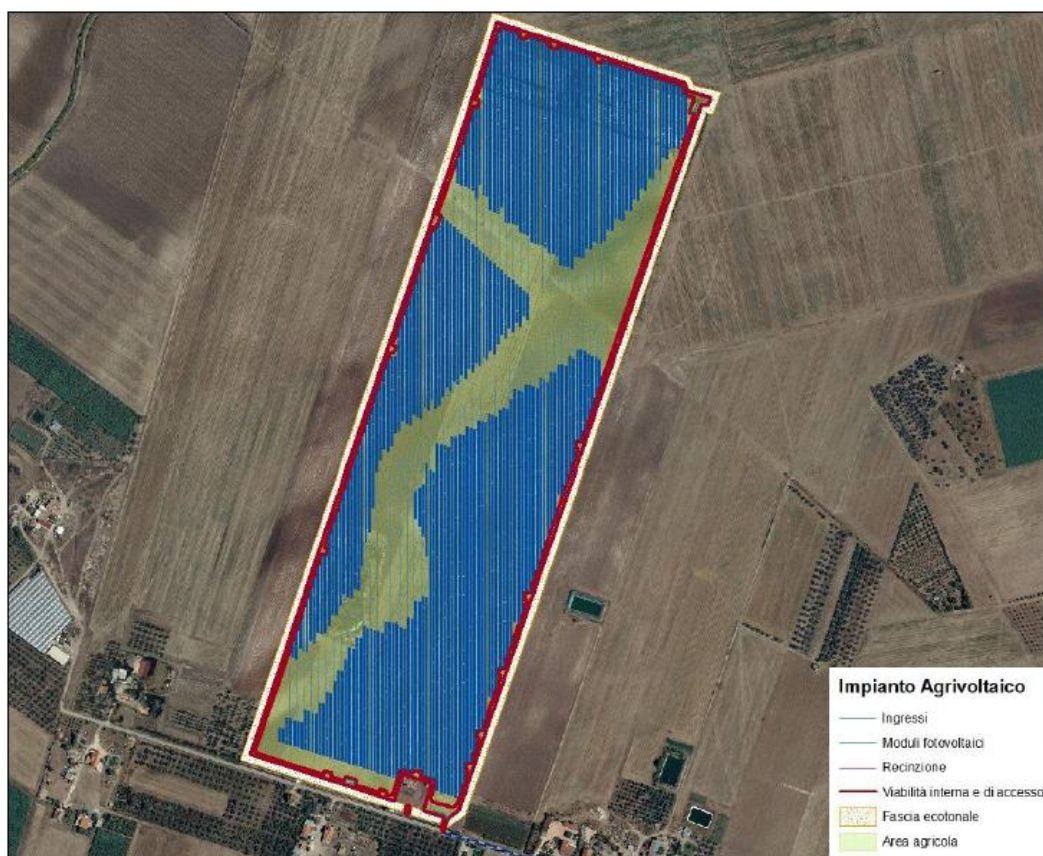 Impianto Agrivoltaico
Ingressi
Moduli fotovoltaici
Recinzione
Viabilità interna e di accesso
Fascia ecotonale
Area agricola